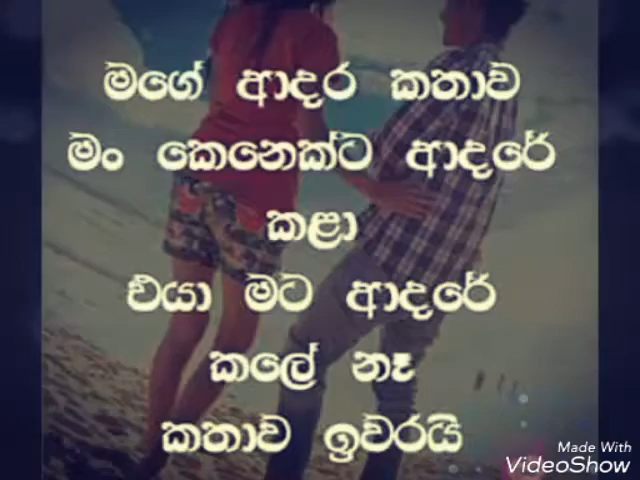 මගේ ආදර කතාව
මං කෙනෙක්ට ආදරේ
කළා
එයා මට ආදරේ
කලේ නෑ
කතාව ඉවරයි
Made With
VideoShow